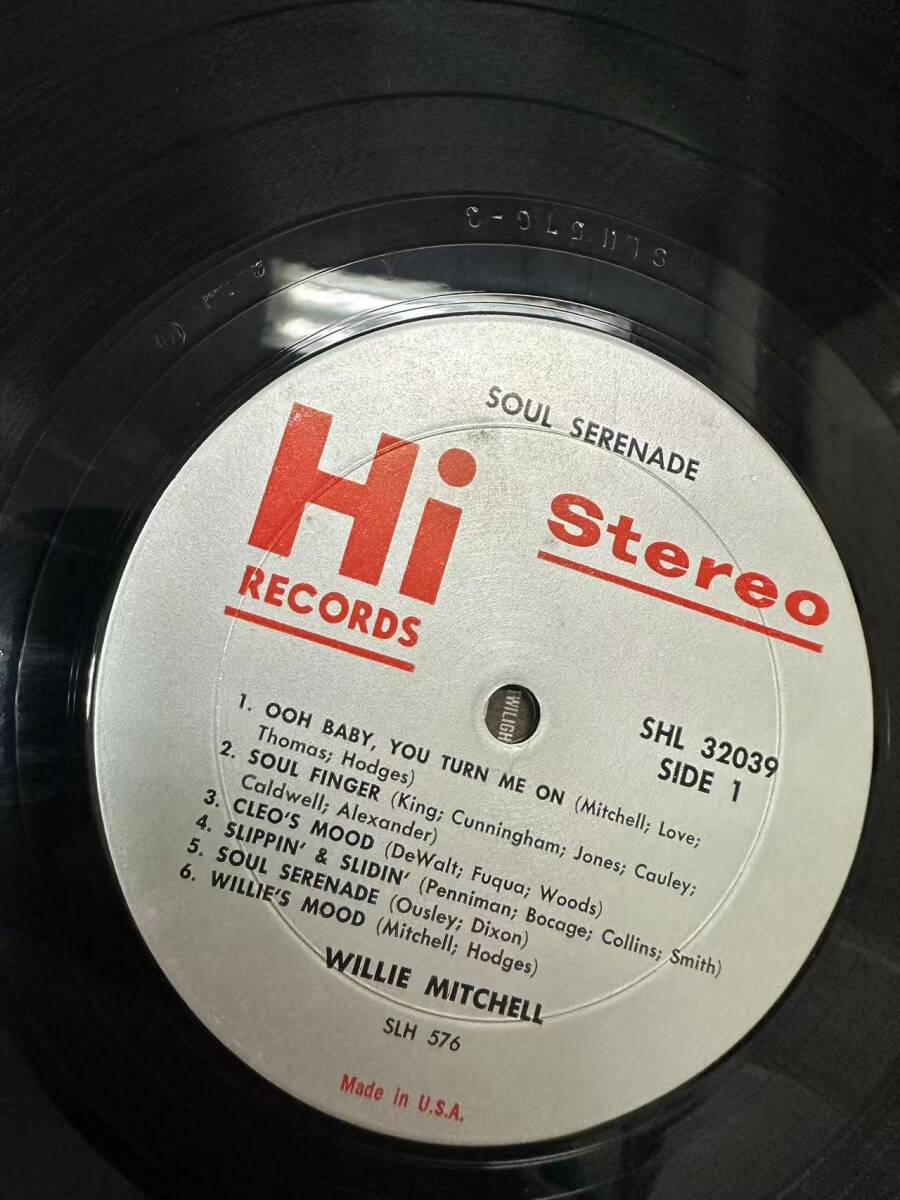 SLH 576-3
SOUL SERENADE
Hi
RECORDS
Stereo
SHL 32039
SIDE 1
1. OOH BABY, YOU TURN ME ON (Mitchell; Love;
Thomas; Hodges)
2. SOUL FINGER (King; Cunningham; Jones; Cauley;
Caldwell; Alexander)
3. CLEO'S MOOD (DeWalt; Fuqua; Woods)
4. SLIPPIN' & SLIDIN' (Penniman; Bocage; Collins; Smith)
5. SOUL SERENADE (Ousley; Dixon)
6. WILLIE'S MOOD (Mitchell; Hodges)
WILLIE MITCHELL
SLH 576
Made in U.S.A.